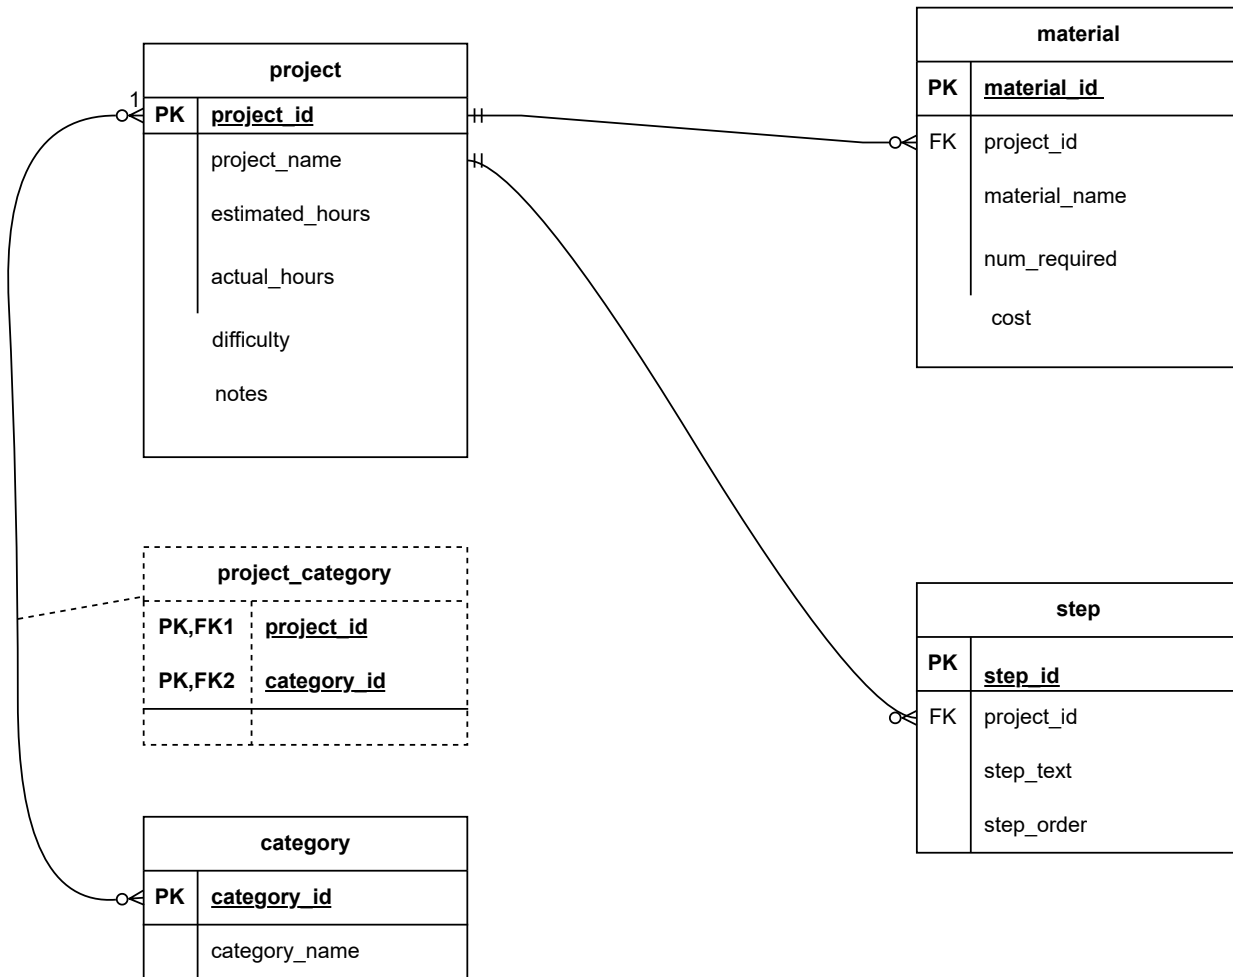 project
1
PK project_id
project_name
estimated_hours
actual_hours
difficulty
notes
material
PK material_id
FK project_id
material_name
num_required
cost
project_category
PK,FK1 project_id
PK,FK2 category_id
step
PK step_id
FK project_id
step_text
step_order
category
PK category_id
category_name